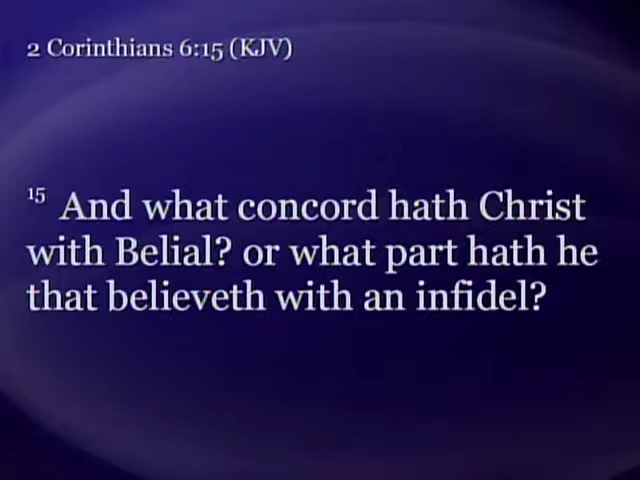 2 Corinthians 6:15 (KJV)
15 And what concord hath Christ
with Belial? or what part hath he
that believeth with an infidel?